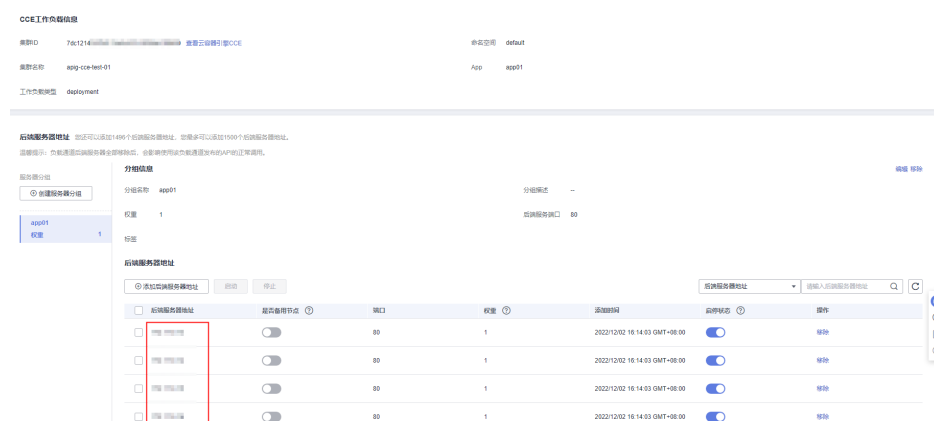 CCE工作负载信息
集群ID 7dc1214 查看云容器引擎CCE 命名空间 default
集群名称 apig-cce-test-01 App app01
工作负载类型 deployment
后端服务器地址 您还可以添加1496个后端服务器地址，您最多可以添加1500个后端服务器地址。
温馨提示：负载通道后端服务器全部移除后，会影响使用该负载通道发布的API的正常调用。
服务器分组
创建服务器分组
app01
权重 1
分组信息 编辑 移除
分组名称 app01 分组描述 --
权重 1 后端服务端口 80
标签
后端服务器地址
添加后端服务器地址 启动 停止 后端服务器地址 请输入后端服务器地址
后端服务器地址 是否备用节点 端口 权重 添加时间 启停状态 操作
80 1 2022/12/02 16:14:03 GMT+08:00 移除
80 1 2022/12/02 16:14:03 GMT+08:00 移除
80 1 2022/12/02 16:14:03 GMT+08:00 移除
80 1 2022/12/02 16:14:03 GMT+08:00 移除